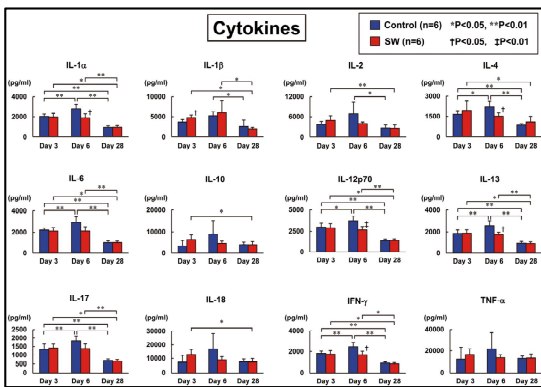 Cytokines
Control (n=6) *P<0.05, **P<0.01
SW (n=6) †P<0.05, ‡P<0.01
IL-1α
(pg/ml)
4000
2000
0
Day 3 Day 6 Day 28
** * ** ** ** †
IL-1β
(pg/ml)
15000
10000
5000
0
Day 3 Day 6 Day 28
* * * †
IL-2
(pg/ml)
12000
6000
0
Day 3 Day 6 Day 28
** *
IL-4
(pg/ml)
3000
1500
0
Day 3 Day 6 Day 28
* ** * ** †
IL-6
(pg/ml)
4000
2000
0
Day 3 Day 6 Day 28
** * ** ** **
IL-10
(pg/ml)
20000
10000
0
Day 3 Day 6 Day 28
*
IL-12p70
(pg/ml)
5000
2500
0
Day 3 Day 6 Day 28
** * ** * ** ‡
IL-13
(pg/ml)
4000
2000
0
Day 3 Day 6 Day 28
** * ** ** ** †
IL-17
(pg/ml)
2500
2000
1500
1000
500
0
Day 3 Day 6 Day 28
** * ** ** **
IL-18
(pg/ml)
30000
20000
10000
0
Day 3 Day 6 Day 28
*
IFN-γ
(pg/ml)
4000
2000
0
Day 3 Day 6 Day 28
* * ** ** ** †
TNF-α
(pg/ml)
40000
20000
0
Day 3 Day 6 Day 28